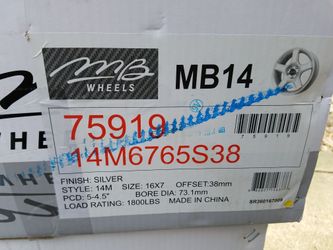 MB
WHEELS
MB14
75919
75919
14M6765S38
FINISH: SILVER
STYLE: 14M SIZE: 16X7 OFFSET:38mm
PCD: 5-4.5" BORE DIA: 73.1mm
LOAD RATING: 1800LBS MADE IN CHINA
WHE